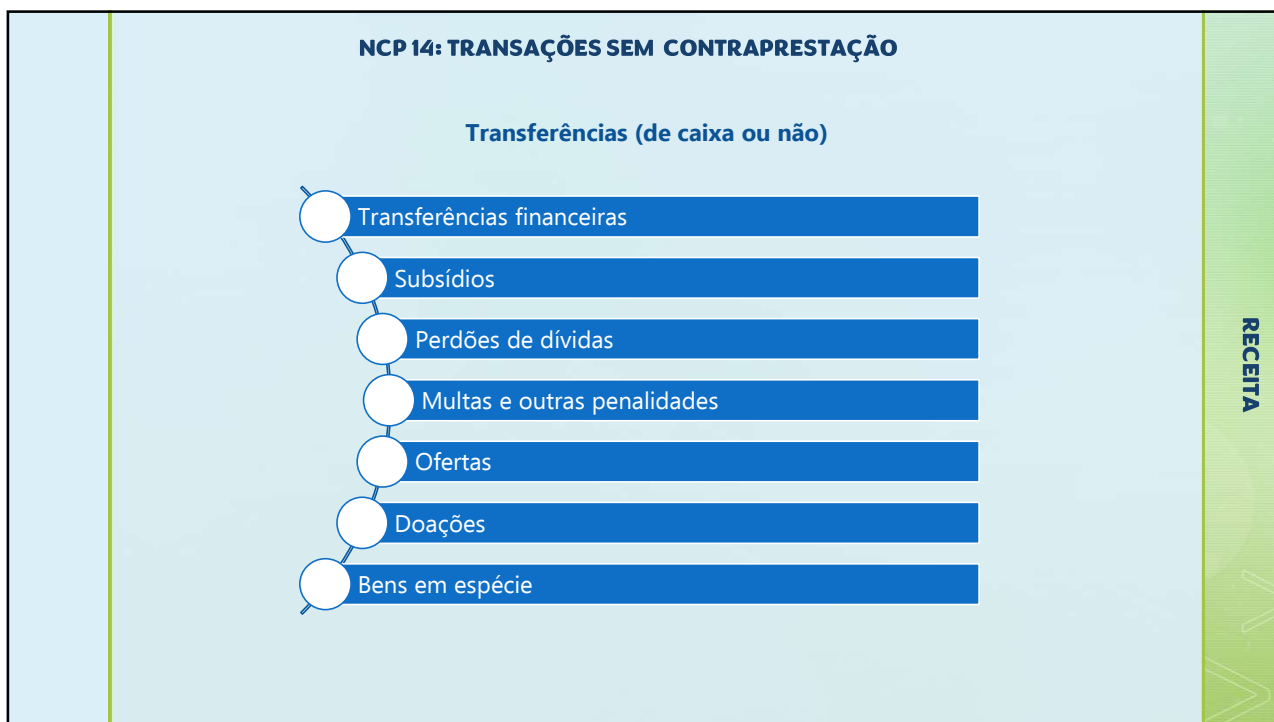 NCP 14: TRANSAÇÕES SEM CONTRAPRESTAÇÃO
Transferências (de caixa ou não)
Transferências financeiras
Subsídios
Perdões de dívidas
Multas e outras penalidades
Ofertas
Doações
Bens em espécie
RECEITA